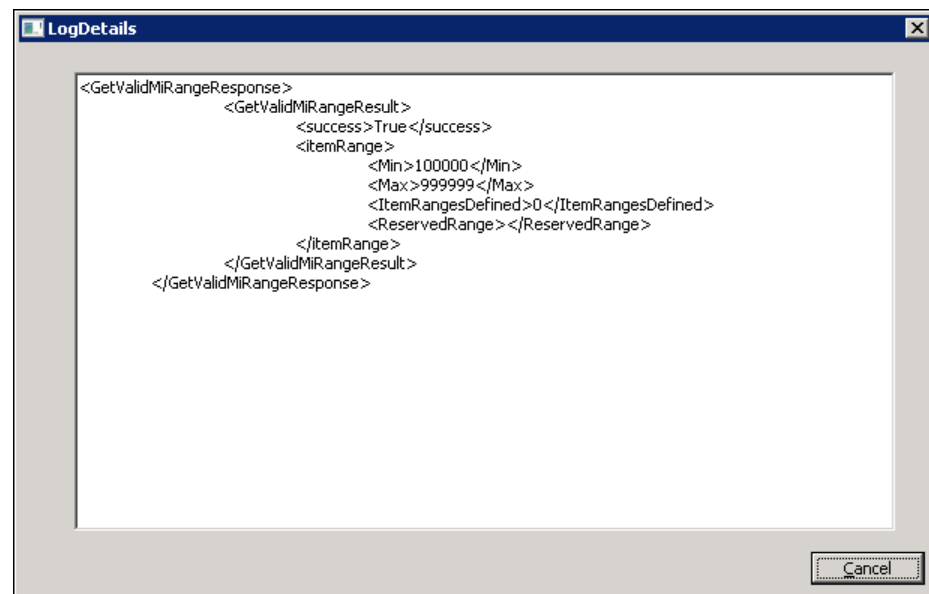 LogDetails
<GetValidMiRangeResponse>
<GetValidMiRangeResult>
<success>True</success>
<itemRange>
<Min>100000</Min>
<Max>999999</Max>
<ItemRangesDefined>0</ItemRangesDefined>
<ReservedRange></ReservedRange>
</itemRange>
</GetValidMiRangeResult>
</GetValidMiRangeResponse>
Cancel